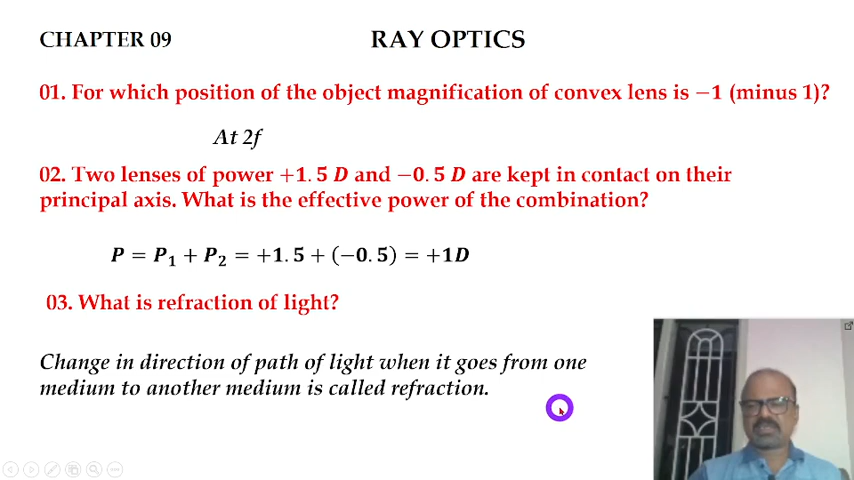 CHAPTER 09
RAY OPTICS
01. For which position of the object magnification of convex lens is −1 (minus 1)?
At 2f
02. Two lenses of power +1.5 D and −0.5 D are kept in contact on their
principal axis. What is the effective power of the combination?
P = P₁ + P₂ = +1.5 + (−0.5) = +1D
03. What is refraction of light?
Change in direction of path of light when it goes from one
medium to another medium is called refraction.